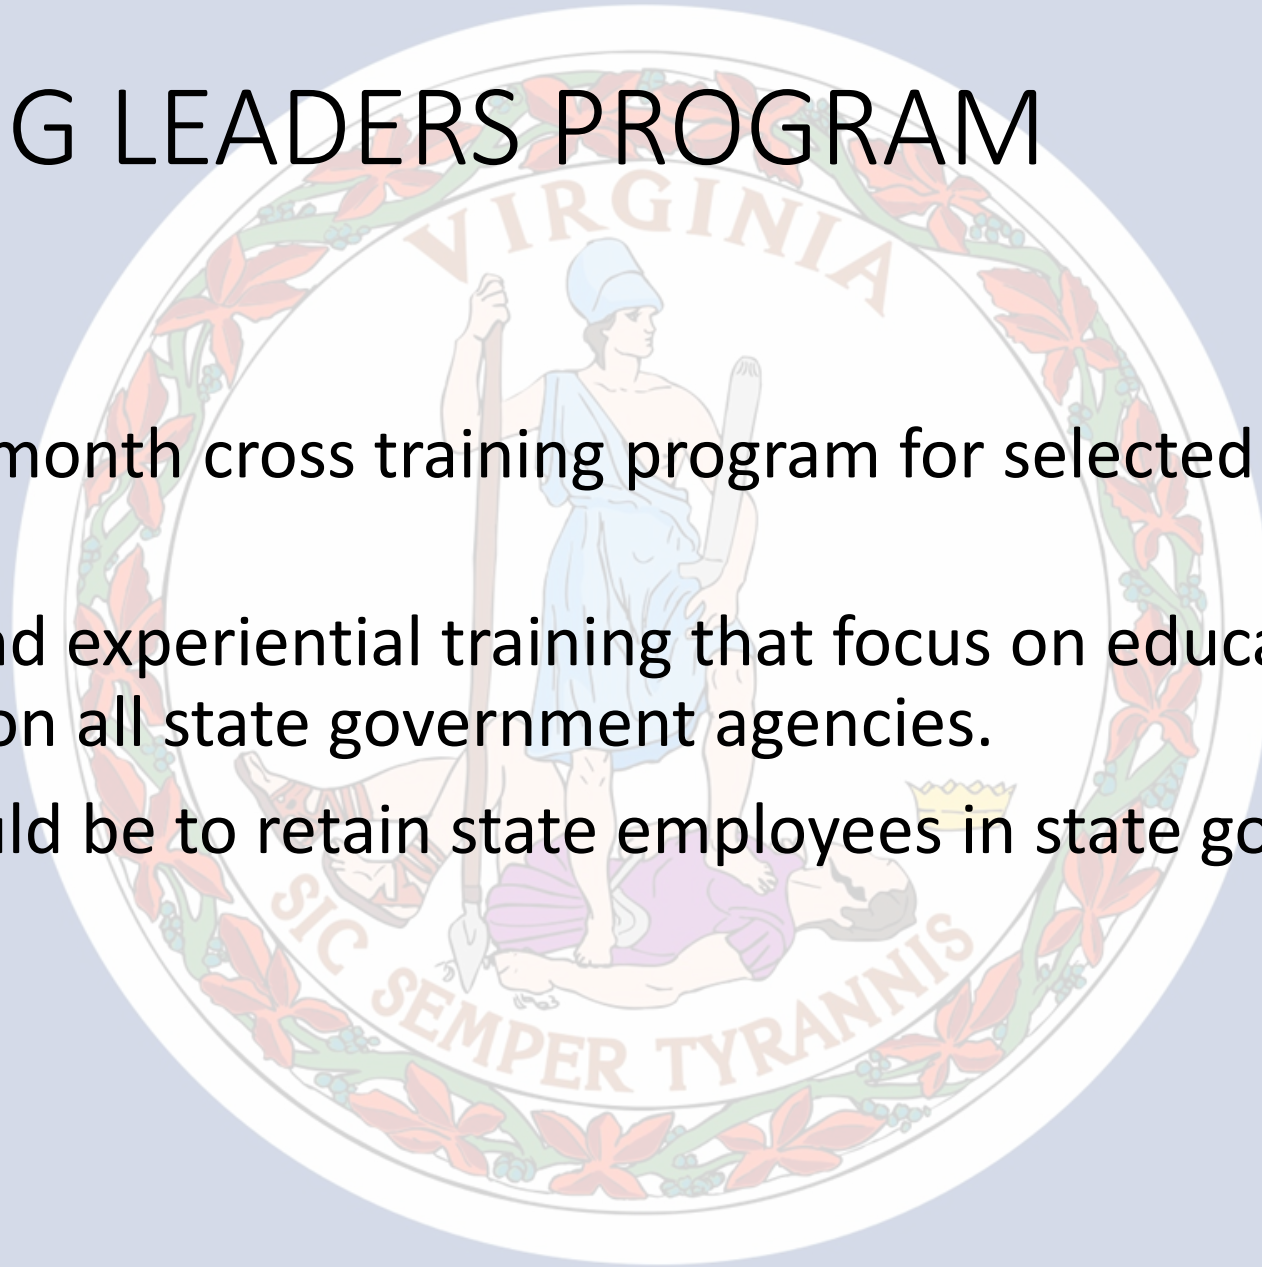 G LEADERS PROGRAM
VIRGINIA
month cross training program for selected
nd experiential training that focus on educa
on all state government agencies.
uld be to retain state employees in state go
SIC SEMPER TYRANNIS